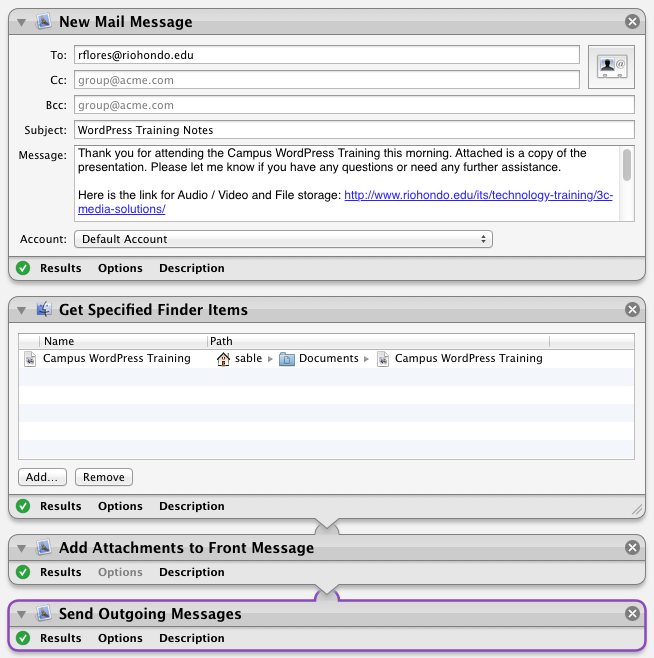 New Mail Message
To: rflores@riohondo.edu
Cc: group@acme.com
Bcc: group@acme.com
Subject: WordPress Training Notes
Message: Thank you for attending the Campus WordPress Training this morning. Attached is a copy of the
presentation. Please let me know if you have any questions or need any further assistance.
Here is the link for Audio / Video and File storage: http://www.riohondo.edu/its/technology-training/3c-
media-solutions/
Account: Default Account
Results Options Description
Get Specified Finder Items
Name Path
Campus WordPress Training sable Documents Campus WordPress Training
Add... Remove
Results Options Description
Add Attachments to Front Message
Results Options Description
Send Outgoing Messages
Results Options Description